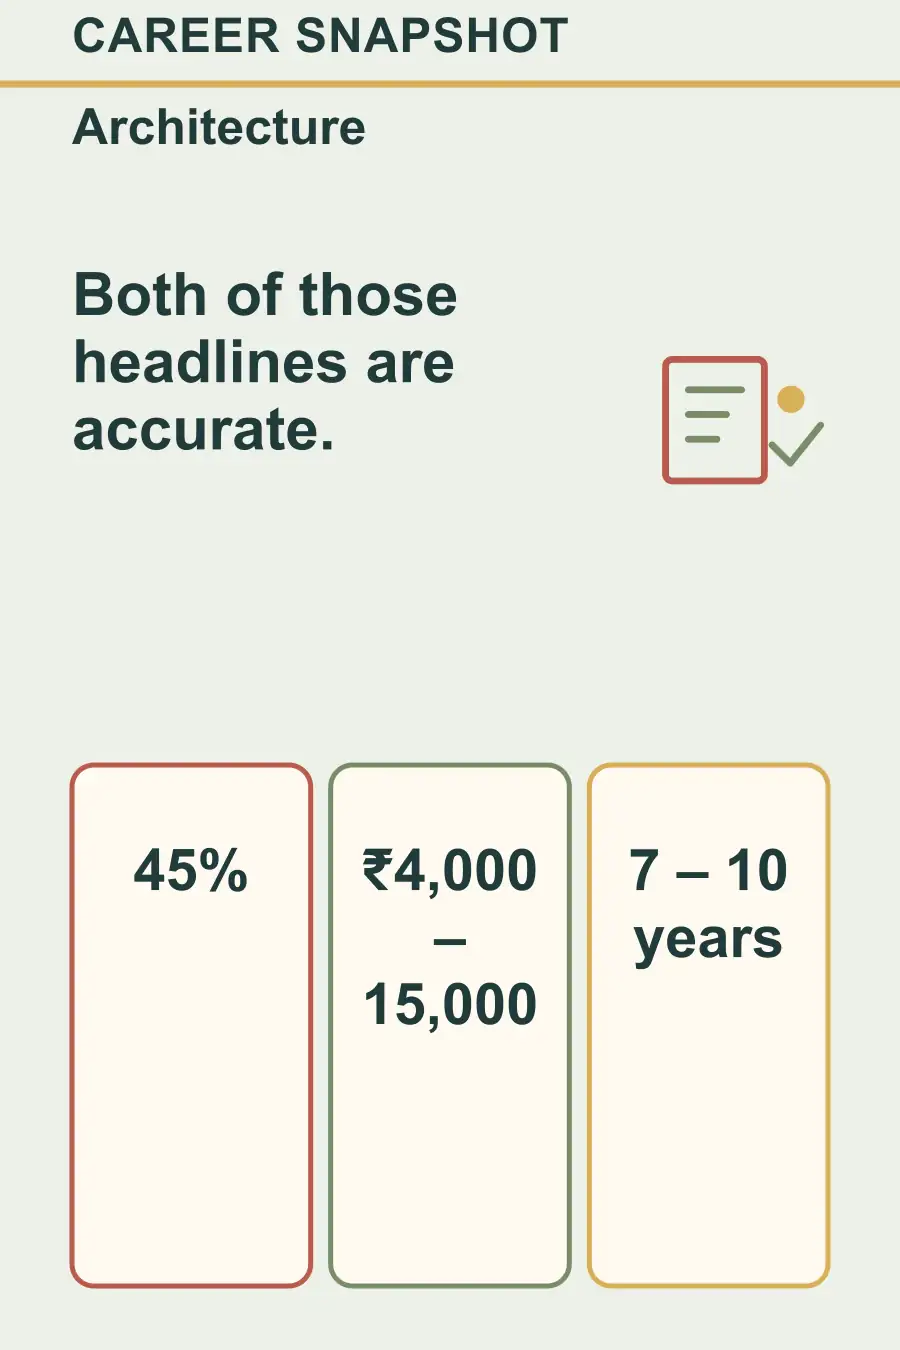 CAREER SNAPSHOT
Architecture
Both of those
headlines are
accurate.
45%
₹4,000
–
15,000
7 – 10
years